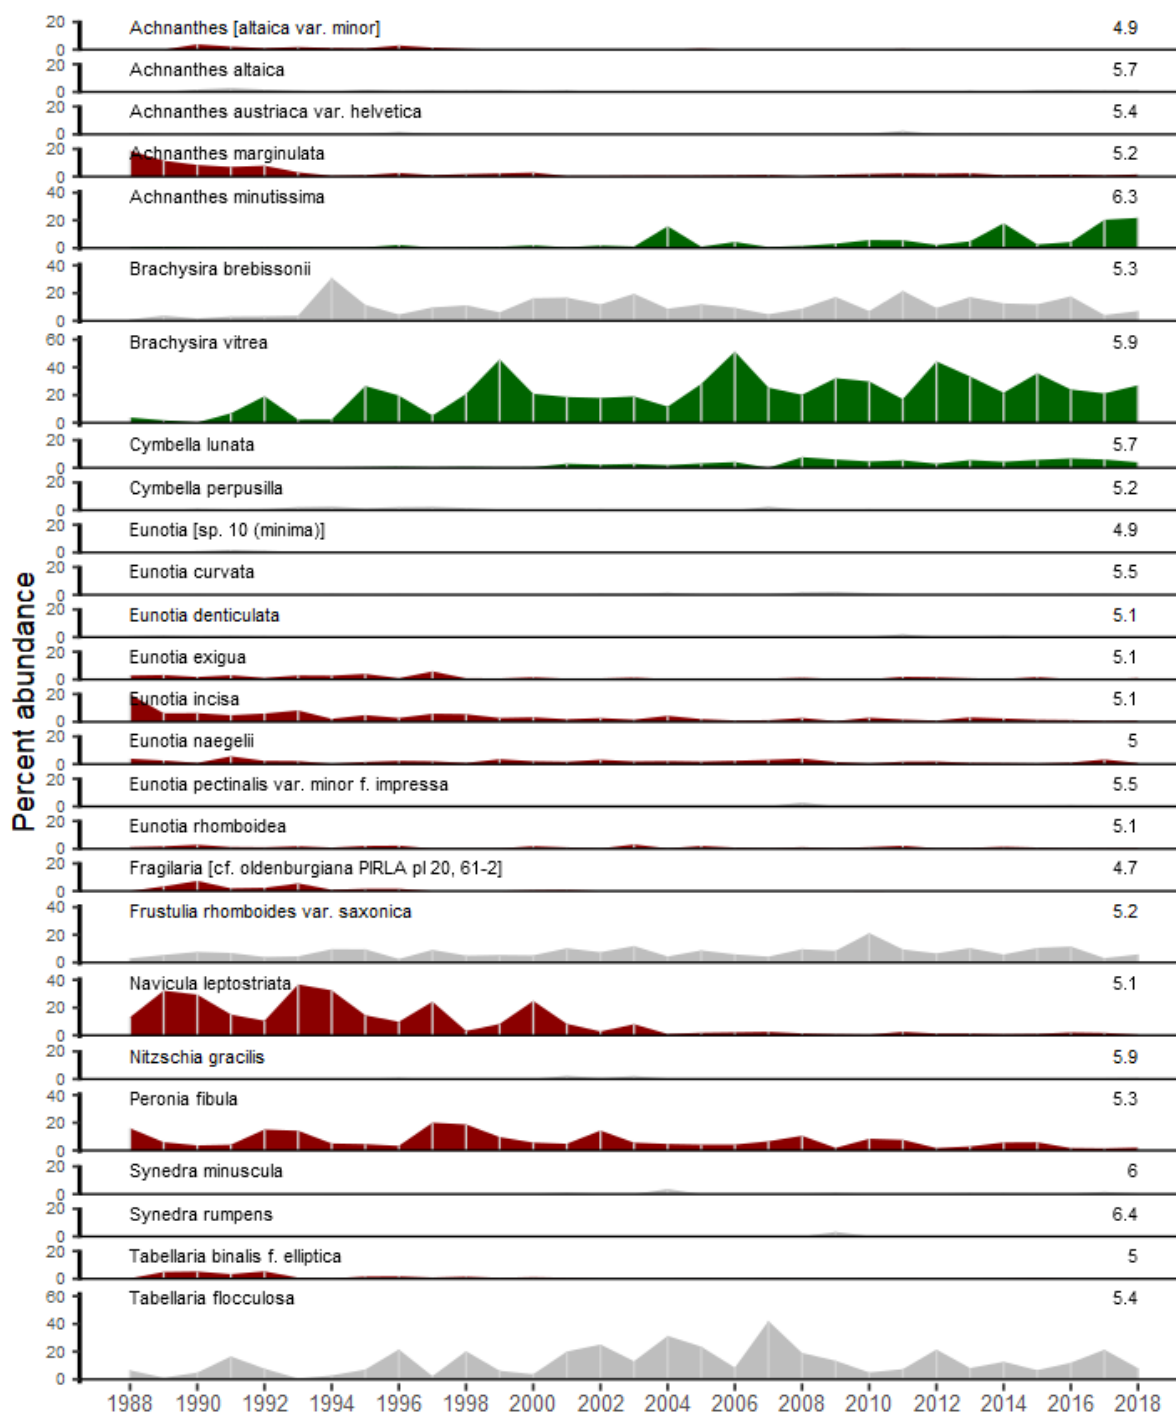 Percent abundance
20 Achnanthes [altaica var. minor] 4.9
0
20 Achnanthes altaica 5.7
0
20 Achnanthes austriaca var. helvetica 5.4
0
20 Achnanthes marginulata 5.2
0
40 Achnanthes minutissima 6.3
20
0
40 Brachysira brebissonii 5.3
20
0
60 Brachysira vitrea 5.9
40
20
0
20 Cymbella lunata 5.7
0
20 Cymbella perpusilla 5.2
0
20 Eunotia [sp. 10 (minima)] 4.9
0
20 Eunotia curvata 5.5
0
20 Eunotia denticulata 5.1
0
20 Eunotia exigua 5.1
0
20 Eunotia incisa 5.1
0
20 Eunotia naegelii 5
0
20 Eunotia pectinalis var. minor f. impressa 5.5
0
20 Eunotia rhomboidea 5.1
0
20 Fragilaria [cf. oldenburgiana PIRLA pl 20, 61-2] 4.7
0
40 Frustulia rhomboides var. saxonica 5.2
20
0
40 Navicula leptostriata 5.1
20
0
20 Nitzschia gracilis 5.9
0
40 Peronia fibula 5.3
20
0
20 Synedra minuscula 6
0
20 Synedra rumpens 6.4
0
20 Tabellaria binalis f. elliptica 5
0
60 Tabellaria flocculosa 5.4
40
20
0
1988 1990 1992 1994 1996 1998 2000 2002 2004 2006 2008 2010 2012 2014 2016 2018